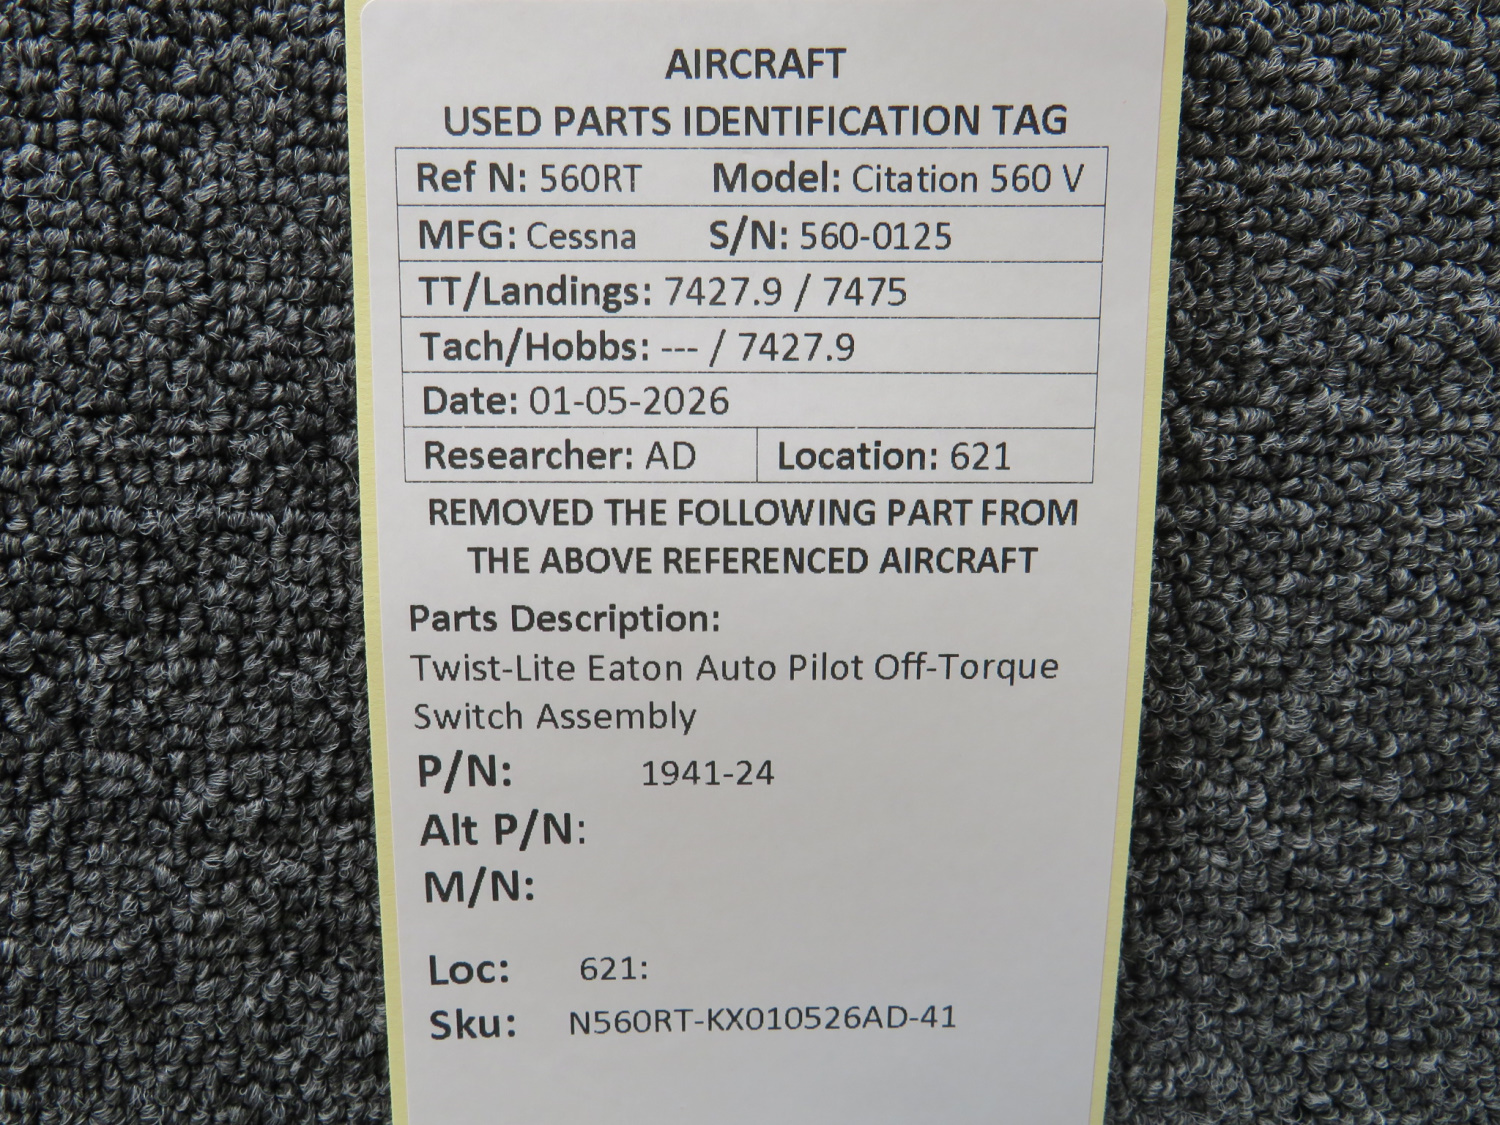 AIRCRAFT
USED PARTS IDENTIFICATION TAG
Ref N: 560RT Model: Citation 560 V
MFG: Cessna S/N: 560-0125
TT/Landings: 7427.9 / 7475
Tach/Hobbs: --- / 7427.9
Date: 01-05-2026
Researcher: AD Location: 621
REMOVED THE FOLLOWING PART FROM
THE ABOVE REFERENCED AIRCRAFT
Parts Description:
Twist-Lite Eaton Auto Pilot Off-Torque
Switch Assembly
P/N: 1941-24
Alt P/N:
M/N:
Loc: 621:
Sku: N560RT-KX010526AD-41